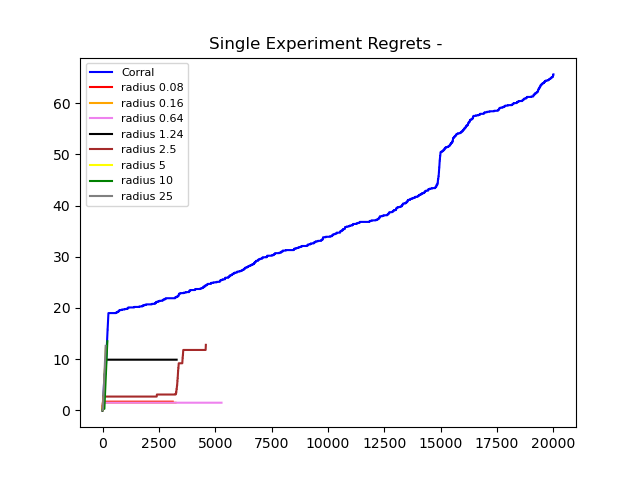 Single Experiment Regrets -
Corral
radius 0.08
radius 0.16
radius 0.64
radius 1.24
radius 2.5
radius 5
radius 10
radius 25
60
50
40
30
20
10
0
0 2500 5000 7500 10000 12500 15000 17500 20000